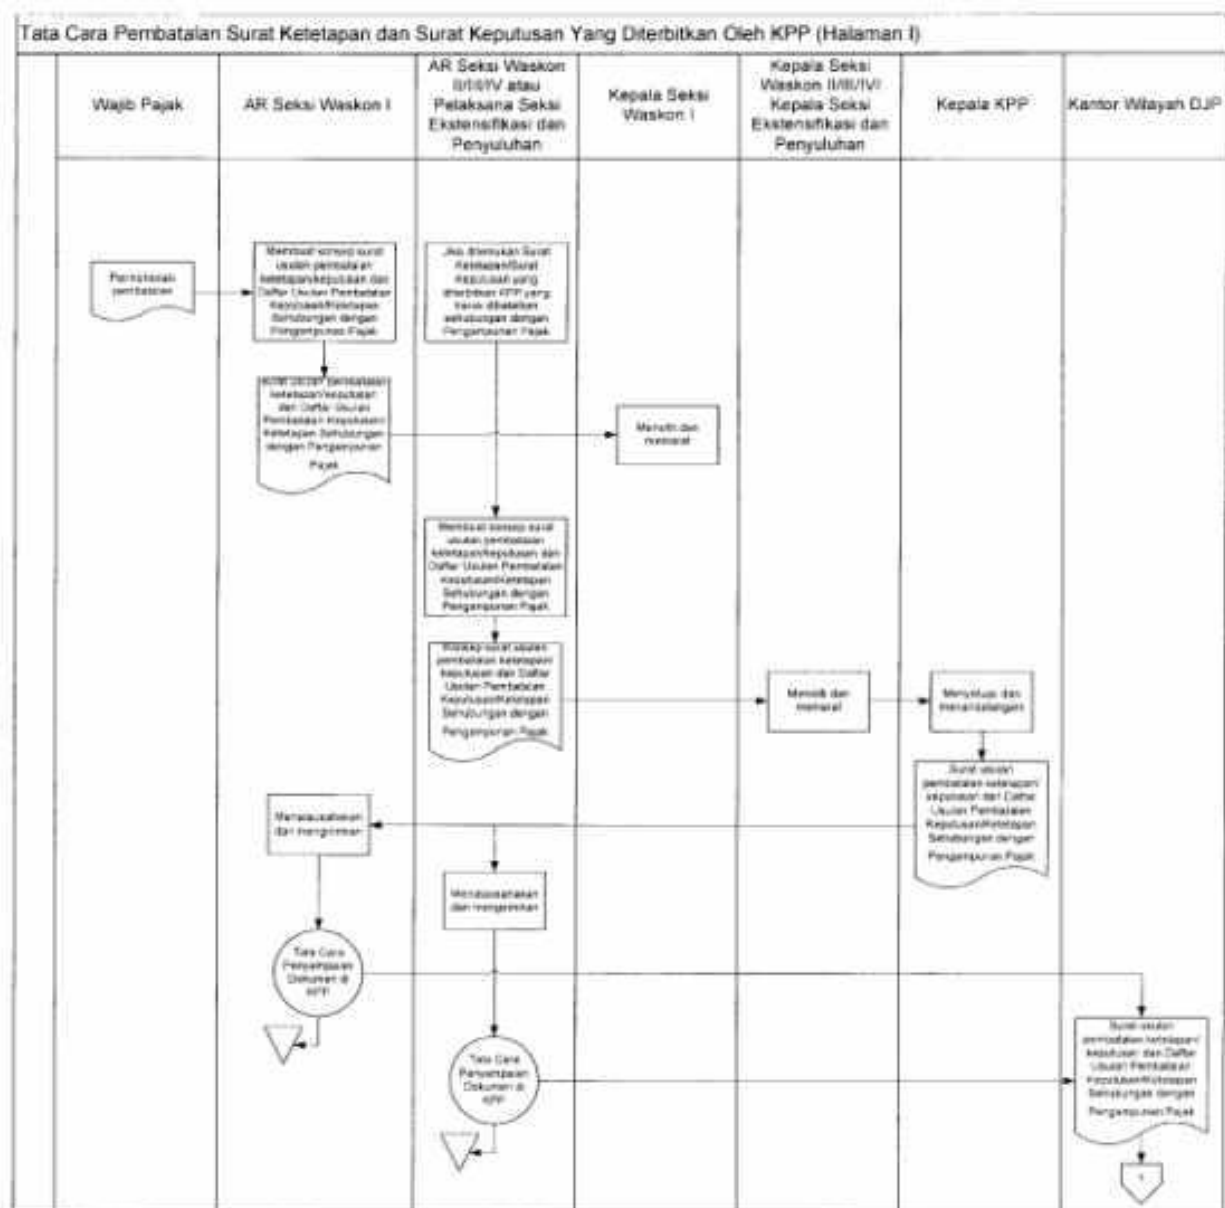 Tata Cara Pembatalan Surat Ketetapan dan Surat Keputusan Yang Diterbitkan Oleh KPP (Halaman I)
Wajib Pajak
AR Seksi Waskon I
AR Seksi Waskon
II/III/IV atau
Pelaksana Seksi
Ekstensifikasi dan
Penyuluhan
Kepala Seksi
Waskon I
Kepala Seksi
Waskon II/III/IV/
Kepala Seksi
Ekstensifikasi dan
Penyuluhan
Kepala KPP
Kantor Wilayah DJP
Permohonan
pembatalan
Membuat konsep surat
usulan pembatalan
ketetapan/keputusan dan
Daftar Usulan Pembatalan
Keputusan/Ketetapan
Sehubungan dengan
Pengampunan Pajak
Jika ditemukan Surat
Ketetapan/Surat
Keputusan yang
diterbitkan KPP yang
harus dibatalkan
sehubungan dengan
Pengampunan Pajak
surat usulan pembatalan
ketetapan/keputusan
dan Daftar Usulan
Pembatalan Keputusan/
Ketetapan Sehubungan
dengan Pengampunan
Pajak
Meneliti dan
memaraf
Membuat konsep surat
usulan pembatalan
ketetapan/keputusan dan
Daftar Usulan Pembatalan
Keputusan/Ketetapan
Sehubungan dengan
Pengampunan Pajak
Konsep surat usulan
pembatalan ketetapan/
keputusan dan Daftar
Usulan Pembatalan
Keputusan/Ketetapan
Sehubungan dengan
Pengampunan Pajak
Meneliti dan
memaraf
Menyetujui dan
menandatangani
Surat usulan
pembatalan ketetapan/
keputusan dan Daftar
Usulan Pembatalan
Keputusan/Ketetapan
Sehubungan dengan
Pengampunan Pajak
Menatausahakan
dan mengirimkan
Menatausahakan
dan mengirimkan
Tata Cara
Penyampaian
Dokumen di
KPP
Tata Cara
Penyampaian
Dokumen di
KPP
Surat usulan
pembatalan ketetapan/
keputusan dan Daftar
Usulan Pembatalan
Keputusan/Ketetapan
Sehubungan dengan
Pengampunan Pajak